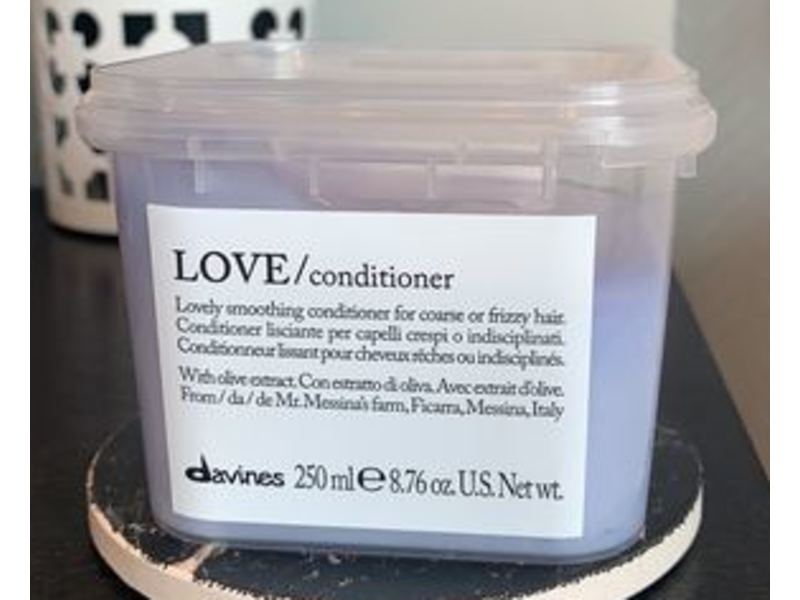 LOVE/conditioner
Lovely smoothing conditioner for coarse or frizzy hair.
Conditioner lisciante per capelli crespi o indisciplinati.
Conditionneur lissant pour cheveux rêches ou indisciplinés.
With olive extract. Con estratto di oliva. Avec extrait d'olive.
From / da / de Mr. Messina's farm, Ficarra, Messina, Italy
davines 250 ml ℮ 8.76 oz. U.S. Net wt.